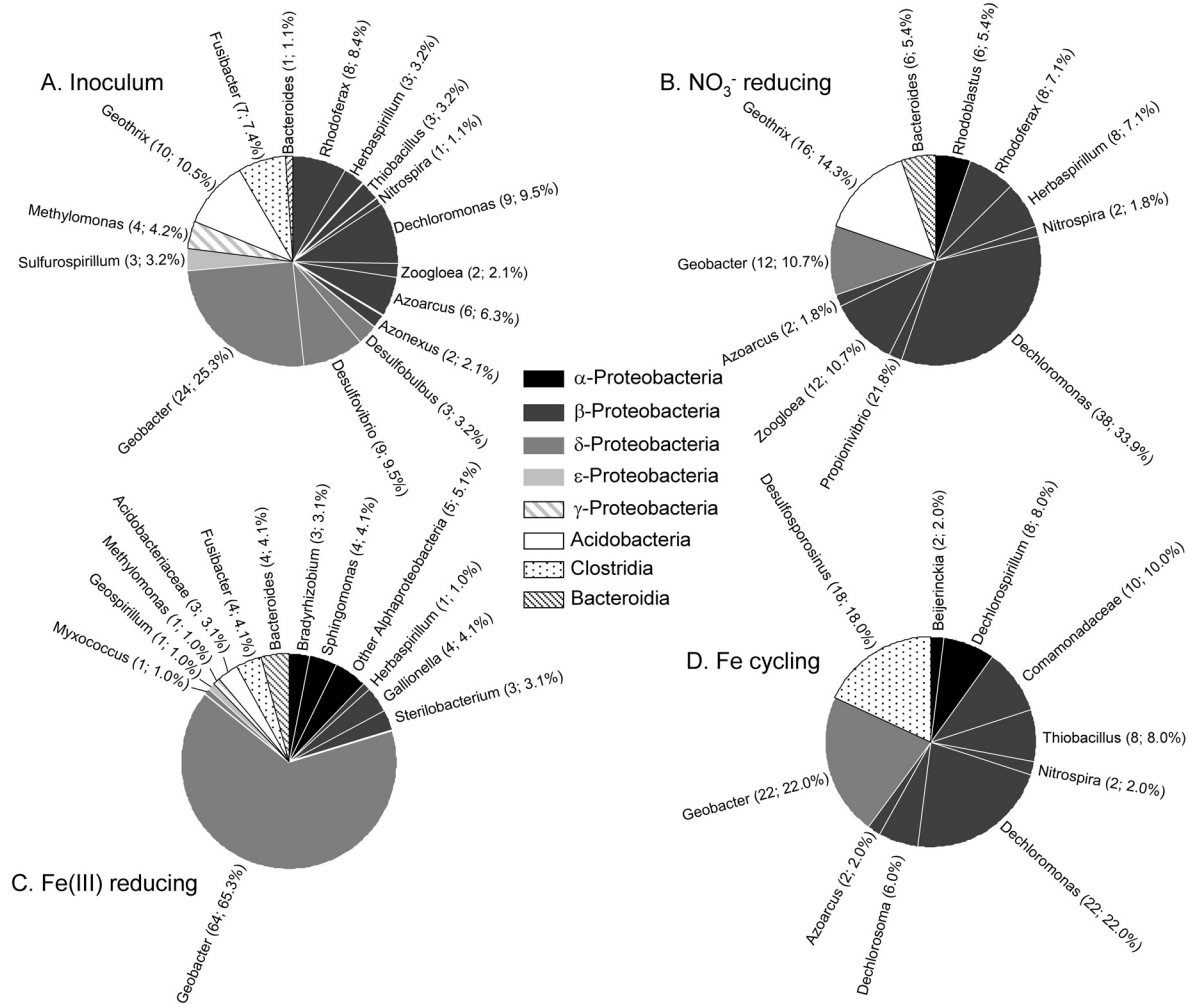 A. Inoculum
Bacteroides (1; 1.1%)
Rhodoferax (8; 8.4%)
Herbaspirillum (3; 3.2%)
Thiobacillus (3; 3.2%)
Nitrospira (1; 1.1%)
Dechloromonas (9; 9.5%)
Zoogloea (2; 2.1%)
Azoarcus (6; 6.3%)
Azonexus (2; 2.1%)
Desulfobulbus (3; 3.2%)
Desulfovibrio (9; 9.5%)
Geobacter (24; 25.3%)
Sulfurospirillum (3; 3.2%)
Methylomonas (4; 4.2%)
Geothrix (10; 10.5%)
Fusibacter (7; 7.4%)
B. NO3- reducing
Bacteroides (6; 5.4%)
Rhodoblastus (6; 5.4%)
Rhodoferax (8; 7.1%)
Herbaspirillum (8; 7.1%)
Nitrospira (2; 1.8%)
Dechloromonas (38; 33.9%)
Propionivibrio (21.8%)
Zoogloea (12; 10.7%)
Azoarcus (2; 1.8%)
Geobacter (12; 10.7%)
Geothrix (16; 14.3%)
α-Proteobacteria
β-Proteobacteria
δ-Proteobacteria
ε-Proteobacteria
γ-Proteobacteria
Acidobacteria
Clostridia
Bacteroidia
C. Fe(III) reducing
Bacteroides (4; 4.1%)
Bradyrhizobium (3; 3.1%)
Sphingomonas (4; 4.1%)
Other Alphaproteobacteria (5; 5.1%)
Herbaspirillum (1; 1.0%)
Gallionella (4; 4.1%)
Sterilobacterium (3; 3.1%)
Geobacter (64; 65.3%)
Myxococcus (1; 1.0%)
Geospirillum (1; 1.0%)
Methylomonas (1; 1.0%)
Acidobacteriaceae (3; 3.1%)
Fusibacter (4; 4.1%)
D. Fe cycling
Desulfosporosinus (18; 18.0%)
Beijerinckia (2; 2.0%)
Dechlorospirillum (8; 8.0%)
Comamonadaceae (10; 10.0%)
Thiobacillus (8; 8.0%)
Nitrospira (2; 2.0%)
Dechloromonas (22; 22.0%)
Dechlorosoma (6.0%)
Azoarcus (2; 2.0%)
Geobacter (22; 22.0%)